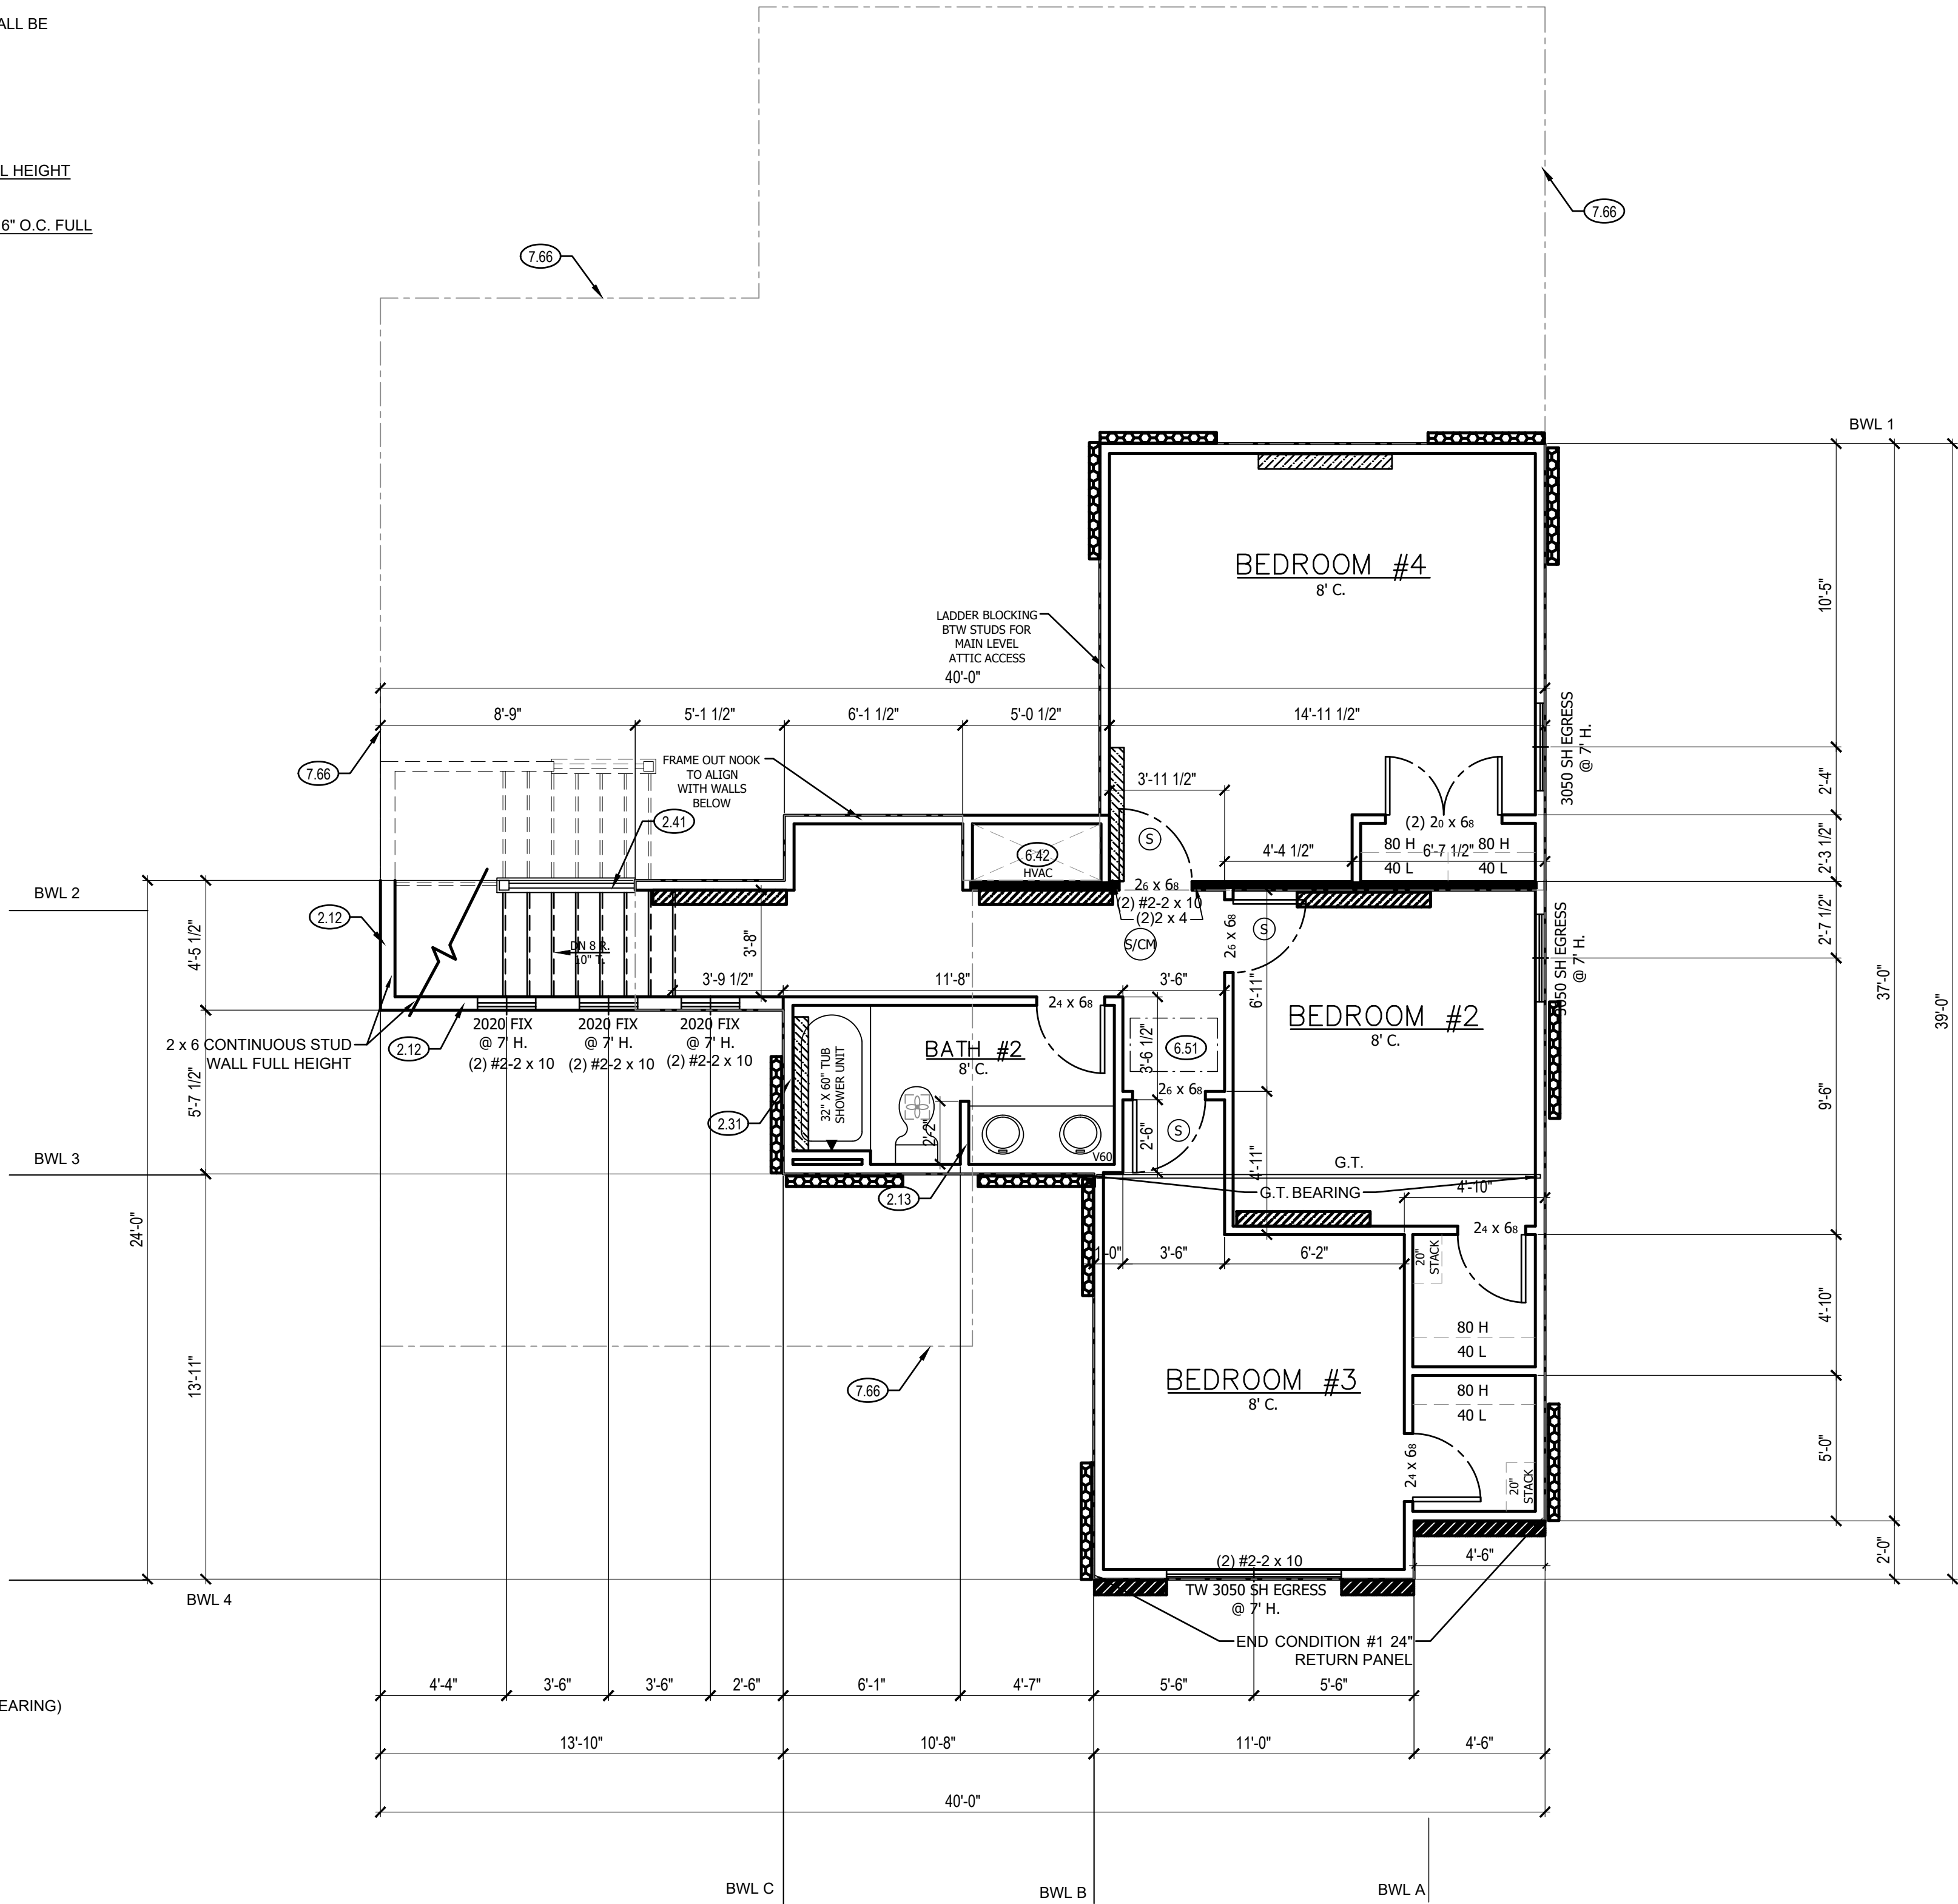 ALL BE
L HEIGHT
6" O.C. FULL
7.66
7.66
BWL 1
BEDROOM #4
8' C.
10'-5"
LADDER BLOCKING
BTW STUDS FOR
MAIN LEVEL
ATTIC ACCESS
40'-0"
8'-9"
5'-1 1/2"
6'-1 1/2"
5'-0 1/2"
14'-11 1/2"
3050 SH EGRESS
@ 7' H.
7.66
FRAME OUT NOOK
TO ALIGN
WITH WALLS
BELOW
2.41
3'-11 1/2"
2'-4"
S
(2) 20 x 68
80 H
80 H
6.42
HVAC
4'-4 1/2"
6'-7 1/2"
40 L
40 L
2'-3 1/2"
BWL 2
26 x 68
(2) #2-2 x 10
(2)2 x 4
2.12
4'-5 1/2"
DN 8 R.
10" T.
3'-8"
S/CM
26 x 68
S
3050 SH EGRESS
@ 7' H.
2'-7 1/2"
37'-0"
39'-0"
3'-9 1/2"
11'-8"
3'-6"
6'-11"
24 x 68
2020 FIX
@ 7' H.
(2) #2-2 x 10
2020 FIX
@ 7' H.
(2) #2-2 x 10
2020 FIX
@ 7' H.
(2) #2-2 x 10
BEDROOM #2
8' C.
2 x 6 CONTINUOUS STUD
WALL FULL HEIGHT
2.12
BATH #2
8' C.
32" X 60" TUB
SHOWER UNIT
3'-6 1/2"
6.51
26 x 68
5'-7 1/2"
9'-6"
2.31
2'-2"
2'-6"
S
V60
BWL 3
4'-11"
G.T.
G.T. BEARING
4'-10"
2.13
24'-0"
24 x 68
1'-0"
3'-6"
6'-2"
20"
STACK
4'-10"
80 H
40 L
13'-11"
7.66
BEDROOM #3
8' C.
80 H
40 L
24 x 68
5'-0"
20"
STACK
2'-0"
(2) #2-2 x 10
4'-6"
TW 3050 SH EGRESS
@ 7' H.
BWL 4
END CONDITION #1 24"
RETURN PANEL
EARING)
4'-4"
3'-6"
3'-6"
2'-6"
6'-1"
4'-7"
5'-6"
5'-6"
13'-10"
10'-8"
11'-0"
4'-6"
40'-0"
BWL C
BWL B
BWL A